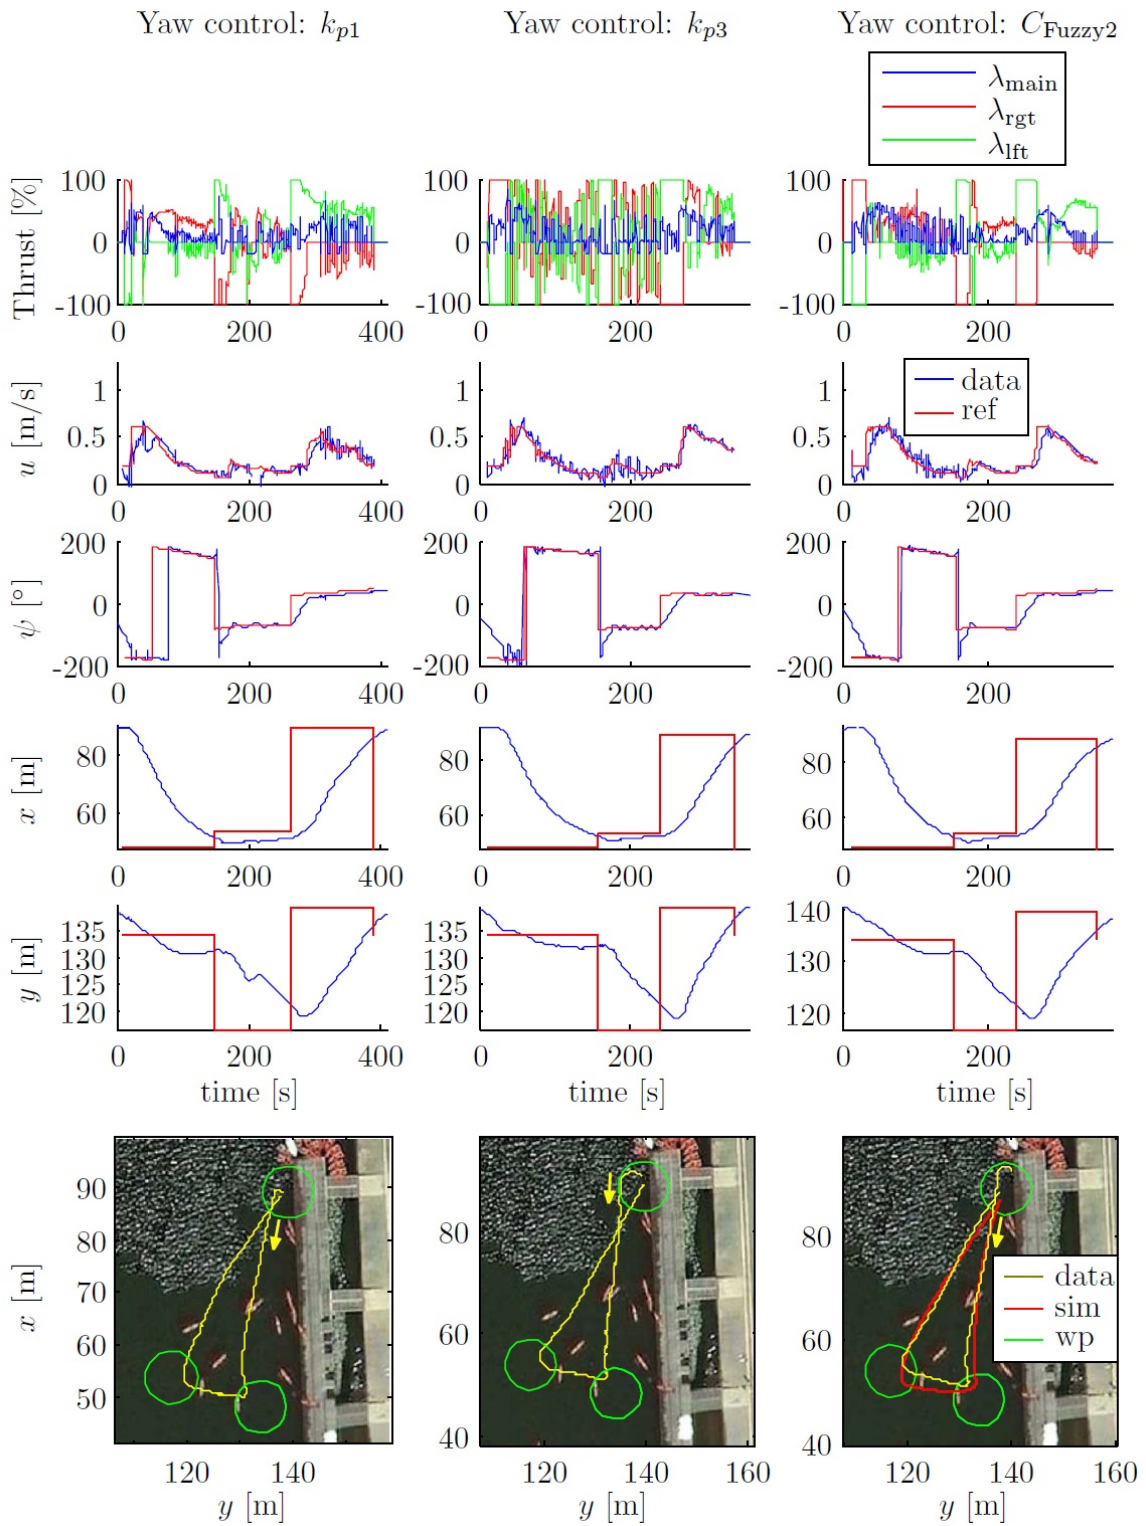 Yaw control: k_p1 Yaw control: k_p3 Yaw control: C_Fuzzy2
λ_main
λ_rgt
λ_lft
Thrust [%]
100
0
-100
0 200 400
100
0
-100
0 200
100
0
-100
0 200
u [m/s]
1
0.5
0
0 200 400
1
0.5
0
0 200
data
ref
1
0.5
0
0 200
ψ [°]
200
0
-200
0 200 400
200
0
-200
0 200
200
0
-200
0 200
x [m]
80
60
0 200 400
80
60
0 200
80
60
0 200
y [m]
135
130
125
120
0 200 400
time [s]
135
130
125
120
0 200
time [s]
140
130
120
0 200
time [s]
x [m]
90
80
70
60
50
120 140
y [m]
80
60
40
120 140 160
y [m]
data
sim
wp
80
60
40
120 140 160
y [m]